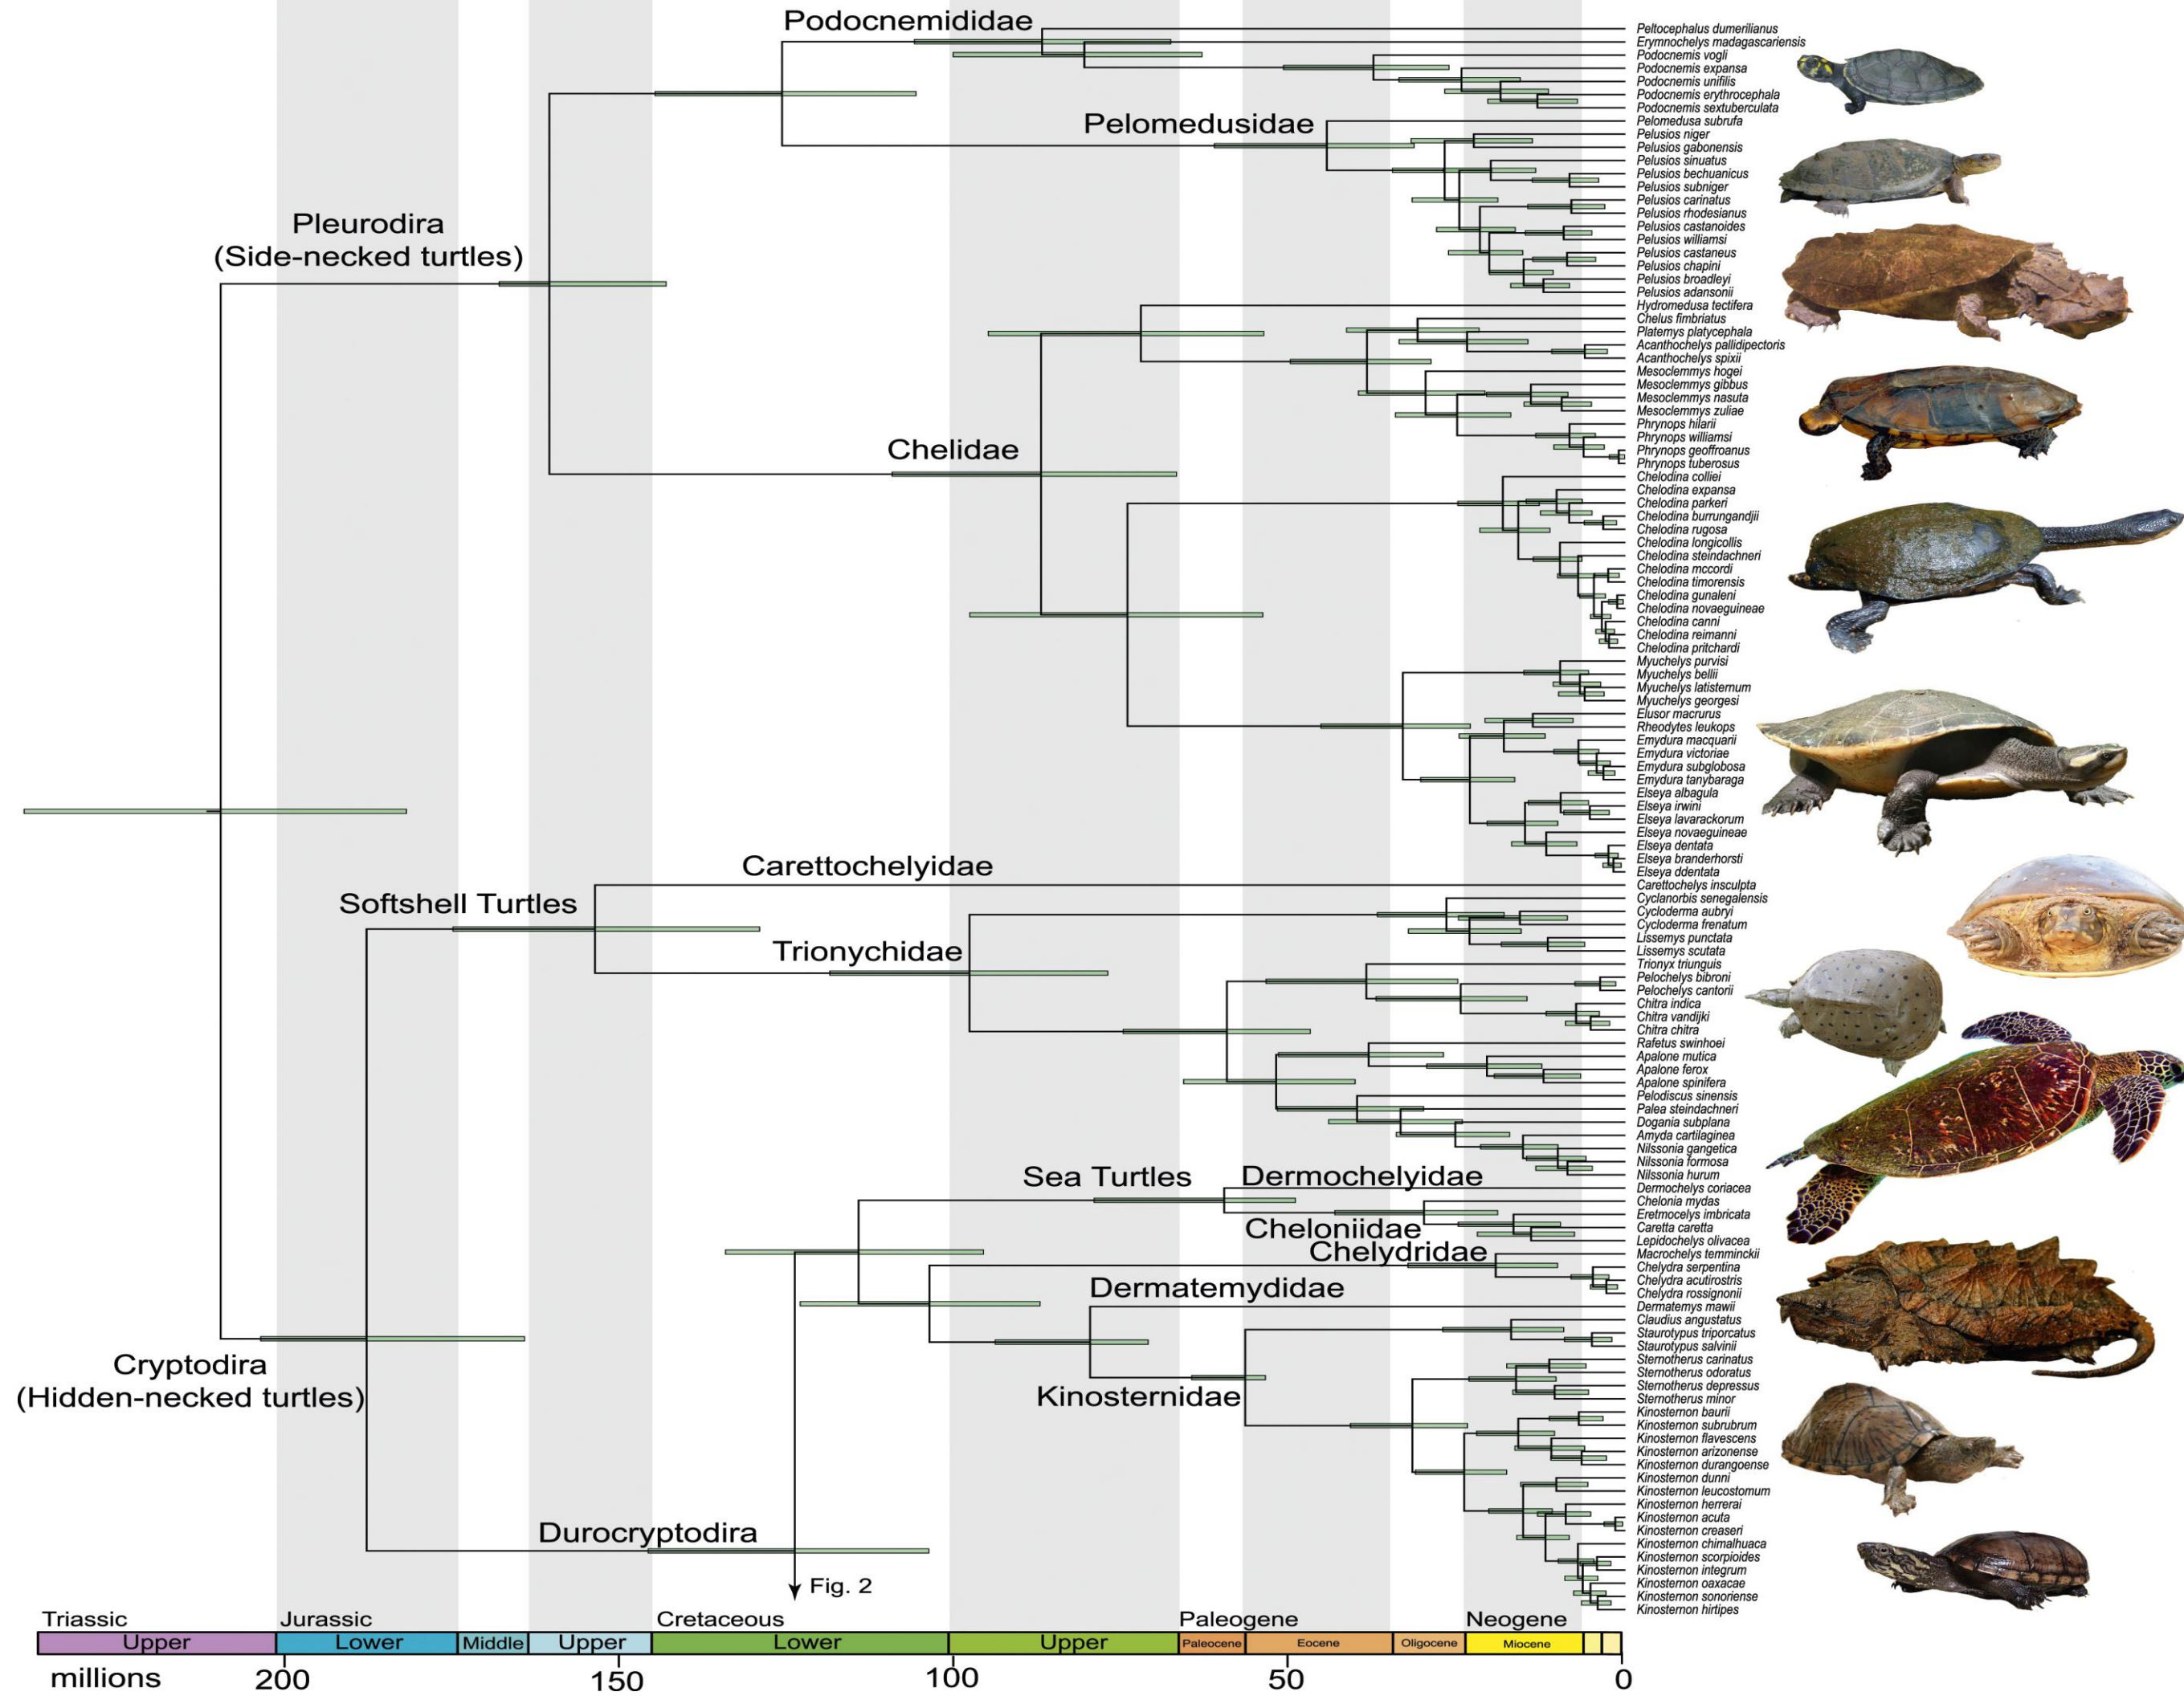 Podocnemididae
Peltocephalus dumerilianus
Erymnochelys madagascariensis
Podocnemis vogli
Podocnemis expansa
Podocnemis unifilis
Podocnemis erythrocephala
Podocnemis sextuberculata
Pelomedusidae
Pelomedusa subrufa
Pelusios niger
Pelusios gabonensis
Pelusios sinuatus
Pelusios bechuanicus
Pelusios subniger
Pelusios carinatus
Pelusios rhodesianus
Pleurodira
(Side-necked turtles)
Pelusios castanoides
Pelusios williamsi
Pelusios castaneus
Pelusios chapini
Pelusios broadleyi
Pelusios adansonii
Hydromedusa tectifera
Chelus fimbriatus
Platemys platycephala
Acanthochelys pallidipectoris
Acanthochelys spixii
Mesoclemmys hogei
Mesoclemmys gibbus
Mesoclemmys nasuta
Mesoclemmys zuliae
Phrynops hilarii
Phrynops williamsi
Chelidae
Phrynops geoffroanus
Phrynops tuberosus
Chelodina colliei
Chelodina expansa
Chelodina parkeri
Chelodina burrungandjii
Chelodina rugosa
Chelodina longicollis
Chelodina steindachneri
Chelodina mccordi
Chelodina timorensis
Chelodina gunaleni
Chelodina novaeguineae
Chelodina canni
Chelodina reimanni
Chelodina pritchardi
Myuchelys purvisi
Myuchelys bellii
Myuchelys latisternum
Myuchelys georgesi
Elusor macrurus
Rheodytes leukops
Emydura macquarii
Emydura victoriae
Emydura subglobosa
Emydura tanybaraga
Elseya albagula
Elseya irwini
Elseya lavarackorum
Elseya novaeguineae
Elseya dentata
Elseya branderhorsti
Elseya ddentata
Carettochelyidae
Carettochelys insculpta
Softshell Turtles
Cyclanorbis senegalensis
Cycloderma aubryi
Cycloderma frenatum
Lissemys punctata
Lissemys scutata
Trionychidae
Trionyx triunguis
Pelochelys bibroni
Pelochelys cantorii
Chitra indica
Chitra vandijki
Chitra chitra
Rafetus swinhoei
Apalone mutica
Apalone ferox
Apalone spinifera
Pelodiscus sinensis
Palea steindachneri
Dogania subplana
Amyda cartilaginea
Nilssonia gangetica
Nilssonia formosa
Nilssonia hurum
Sea Turtles
Dermochelyidae
Dermochelys coriacea
Chelonia mydas
Eretmocelys imbricata
Caretta caretta
Lepidochelys olivacea
Cheloniidae
Chelydridae
Macrochelys temminckii
Chelydra serpentina
Chelydra acutirostris
Chelydra rossignonii
Dermatemydidae
Dermatemys mawii
Claudius angustatus
Staurotypus triporcatus
Staurotypus salvinii
Cryptodira
(Hidden-necked turtles)
Kinosternidae
Sternotherus carinatus
Sternotherus odoratus
Sternotherus depressus
Sternotherus minor
Kinosternon baurii
Kinosternon subrubrum
Kinosternon flavescens
Kinosternon arizonense
Kinosternon durangoense
Kinosternon dunni
Kinosternon leucostomum
Kinosternon herrerai
Kinosternon acuta
Kinosternon creaseri
Durocryptodira
Kinosternon chimalhuaca
Kinosternon scorpioides
Kinosternon integrum
Kinosternon oaxacae
Kinosternon sonoriense
Kinosternon hirtipes
Fig. 2
Triassic Jurassic Cretaceous Paleogene Neogene
Upper Lower Middle Upper Lower Upper Paleocene Eocene Oligocene Miocene
millions 200 150 100 50 0